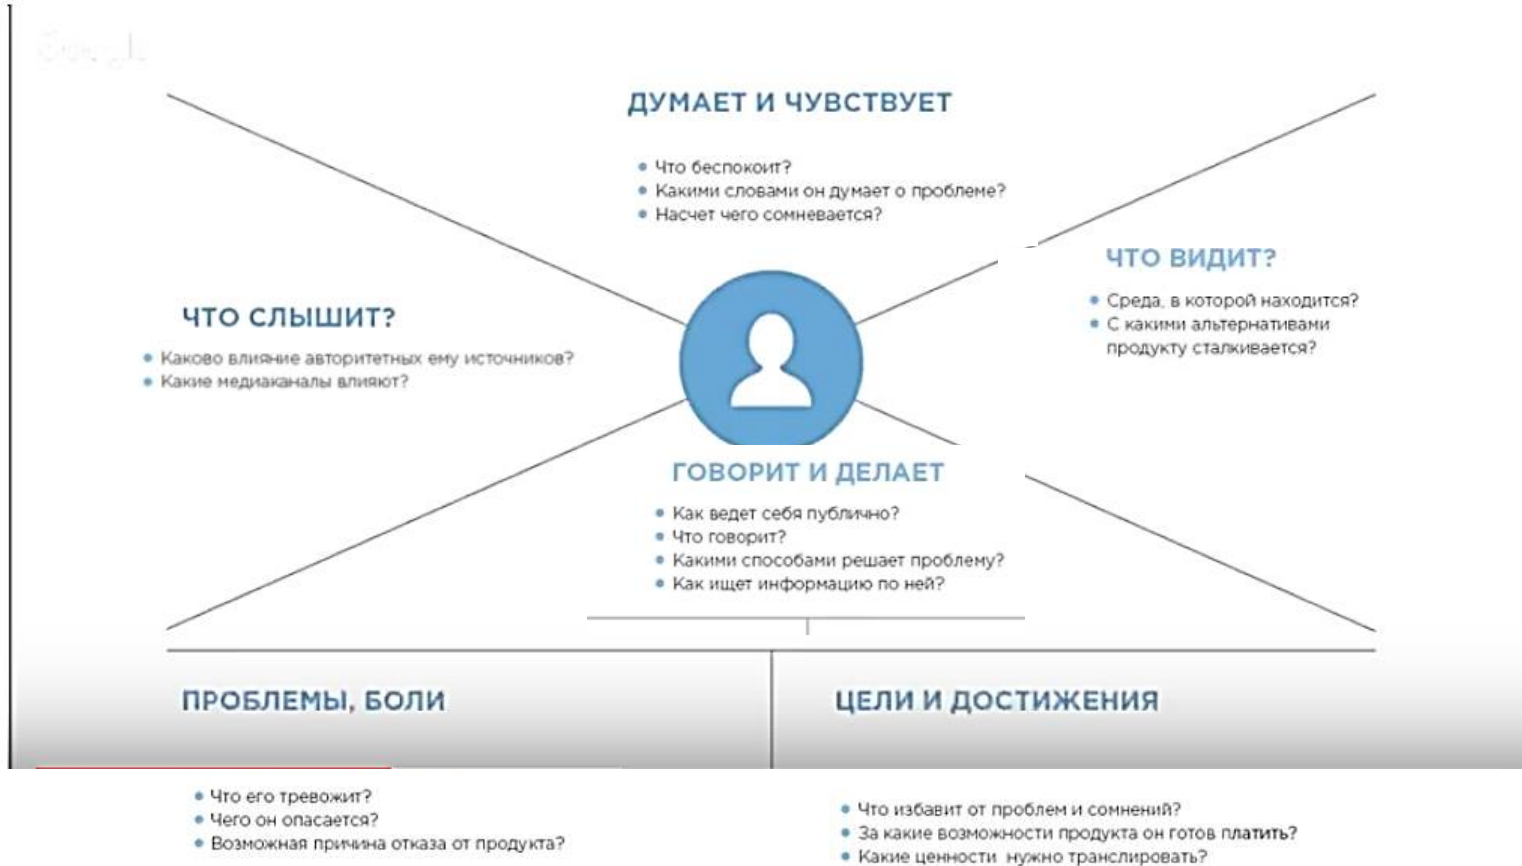 ДУМАЕТ И ЧУВСТВУЕТ
Что беспокоит?
Какими словами он думает о проблеме?
Насчет чего сомневается?
ЧТО ВИДИТ?
Среда, в которой находится?
С какими альтернативами
продукту сталкивается?
ЧТО СЛЫШИТ?
Каково влияние авторитетных ему источников?
Какие медиаканалы влияют?
ГОВОРИТ И ДЕЛАЕТ
Как ведет себя публично?
Что говорит?
Какими способами решает проблему?
Как ищет информацию по ней?
ПРОБЛЕМЫ, БОЛИ
Что его тревожит?
Чего он опасается?
Возможная причина отказа от продукта?
ЦЕЛИ И ДОСТИЖЕНИЯ
Что избавит от проблем и сомнений?
За какие возможности продукта он готов платить?
Какие ценности нужно транслировать?